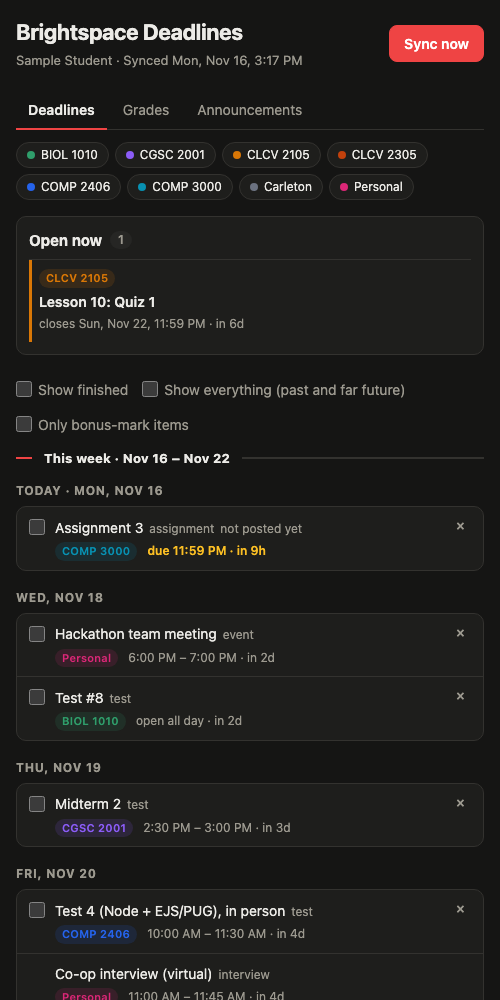 Brightspace Deadlines
Sample Student · Synced Mon, Nov 16, 3:17 PM
Sync now
Deadlines Grades Announcements
BIOL 1010 CGSC 2001 CLCV 2105 CLCV 2305
COMP 2406 COMP 3000 Carleton Personal
Open now 1
CLCV 2105
Lesson 10: Quiz 1
closes Sun, Nov 22, 11:59 PM · in 6d
Show finished Show everything (past and far future)
Only bonus-mark items
This week · Nov 16 – Nov 22
TODAY · MON, NOV 16
Assignment 3 assignment not posted yet ×
COMP 3000 due 11:59 PM · in 9h
WED, NOV 18
Hackathon team meeting event ×
Personal 6:00 PM – 7:00 PM · in 2d
Test #8 test ×
BIOL 1010 open all day · in 2d
THU, NOV 19
Midterm 2 test ×
CGSC 2001 2:30 PM – 3:00 PM · in 3d
FRI, NOV 20
Test 4 (Node + EJS/PUG), in person test ×
COMP 2406 10:00 AM – 11:30 AM · in 4d
Co-op interview (virtual) interview
Personal 11:00 AM – 11:45 AM · in 4d